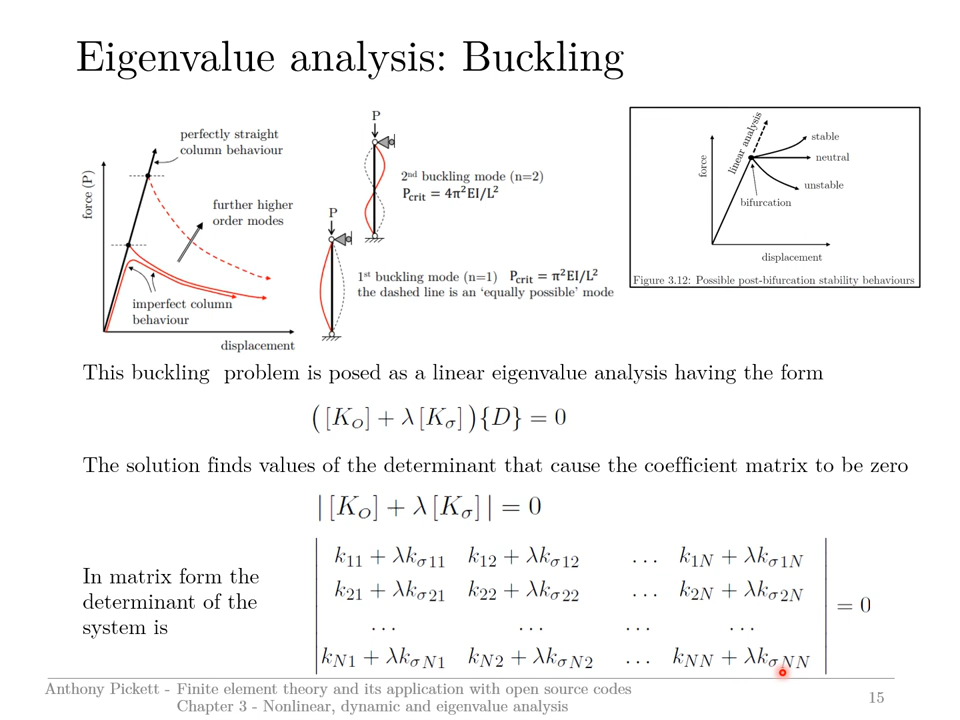 Eigenvalue analysis: Buckling
perfectly straight
column behaviour
force (P)
further higher
order modes
imperfect column
behaviour
displacement
P
2nd buckling mode (n=2)
Pcrit = 4π²EI/L²
P
1st buckling mode (n=1) Pcrit = π²EI/L²
the dashed line is an 'equally possible' mode
force
linear analysis
stable
neutral
unstable
bifurcation
displacement
Figure 3.12: Possible post-bifurcation stability behaviours
This buckling problem is posed as a linear eigenvalue analysis having the form
([K_O] + λ[K_σ]){D} = 0
The solution finds values of the determinant that cause the coefficient matrix to be zero
|[K_O] + λ[K_σ]| = 0
In matrix form the
determinant of the
system is
k11 + λkσ11 k12 + λkσ12 ... k1N + λkσ1N
k21 + λkσ21 k22 + λkσ22 ... k2N + λkσ2N
... ... ... ...
kN1 + λkσN1 kN2 + λkσN2 ... kNN + λkσNN
= 0
Anthony Pickett - Finite element theory and its application with open source codes
Chapter 3 - Nonlinear, dynamic and eigenvalue analysis
15